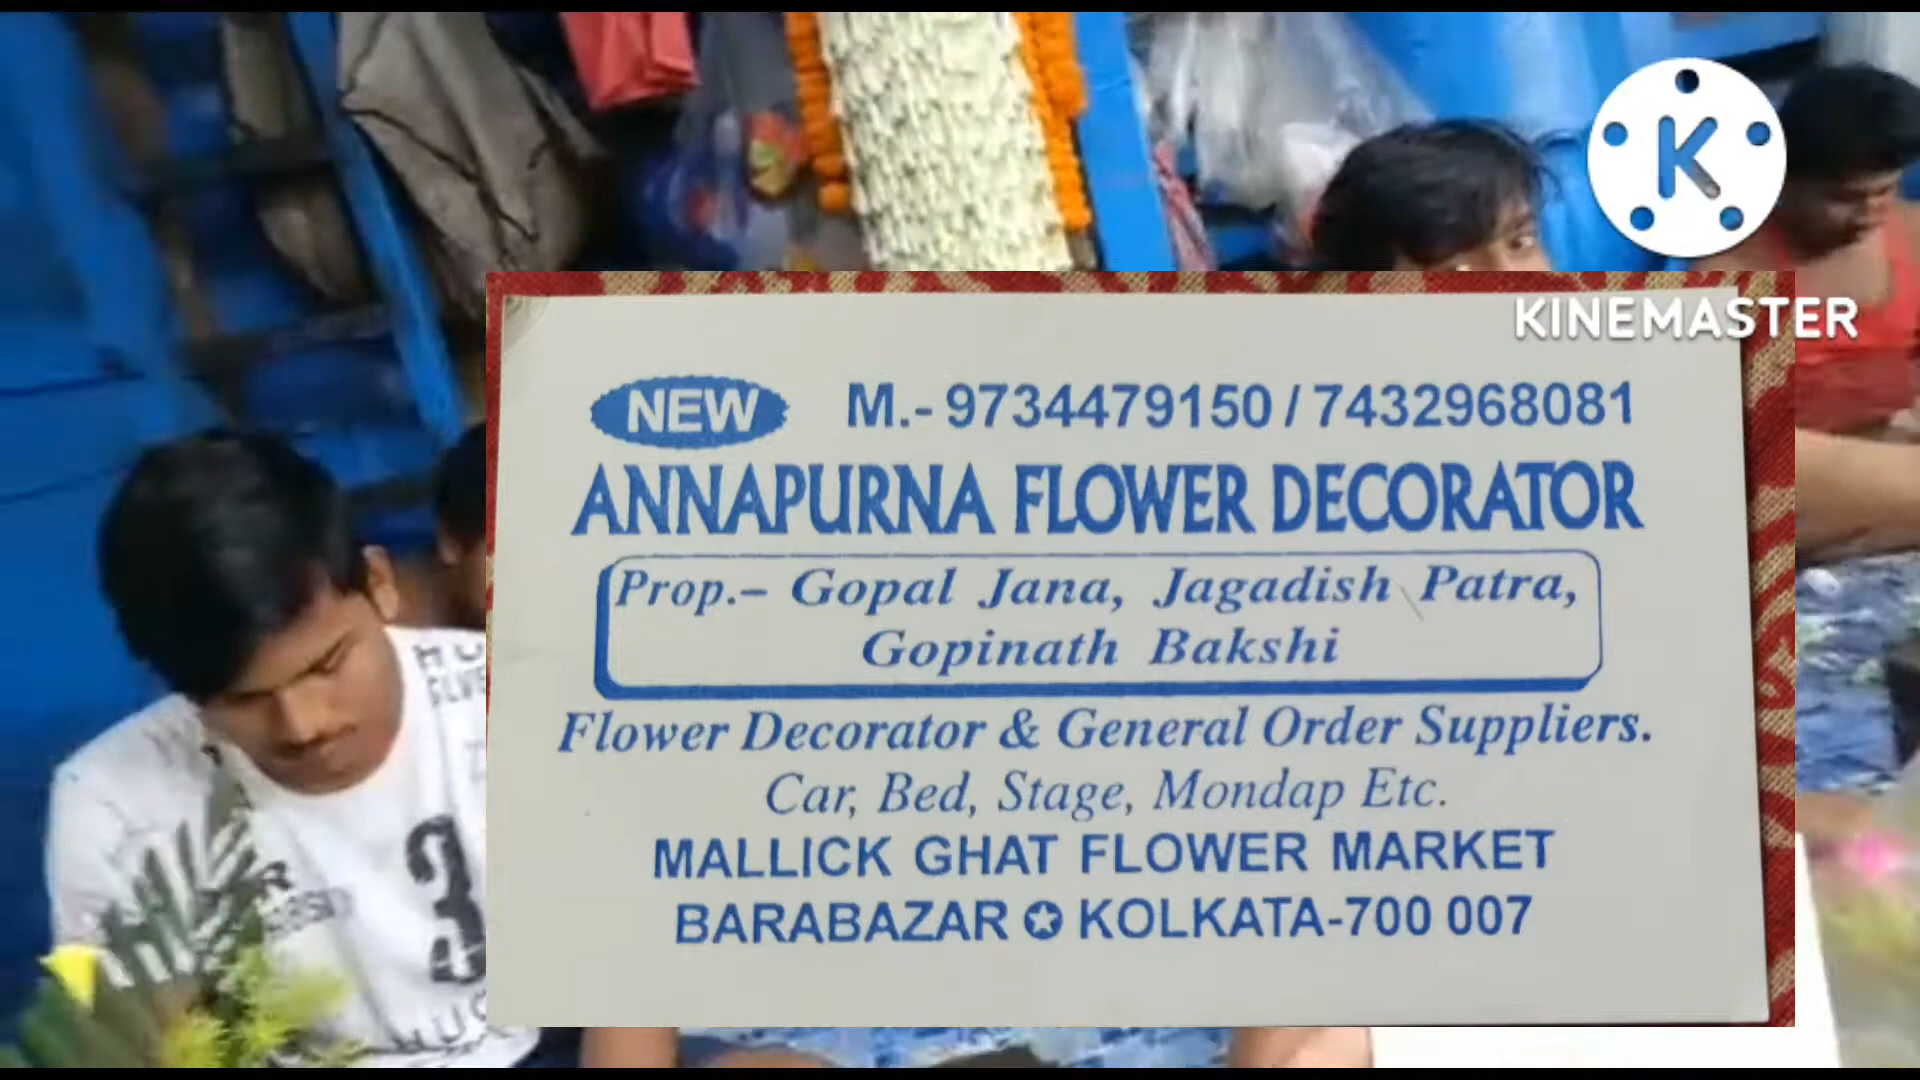 K
KINEMASTER
NEW M.- 9734479150 / 7432968081
ANNAPURNA FLOWER DECORATOR
Prop.– Gopal Jana, Jagadish Patra,
Gopinath Bakshi
Flower Decorator & General Order Suppliers.
Car, Bed, Stage, Mondap Etc.
MALLICK GHAT FLOWER MARKET
BARABAZAR ✪ KOLKATA-700 007